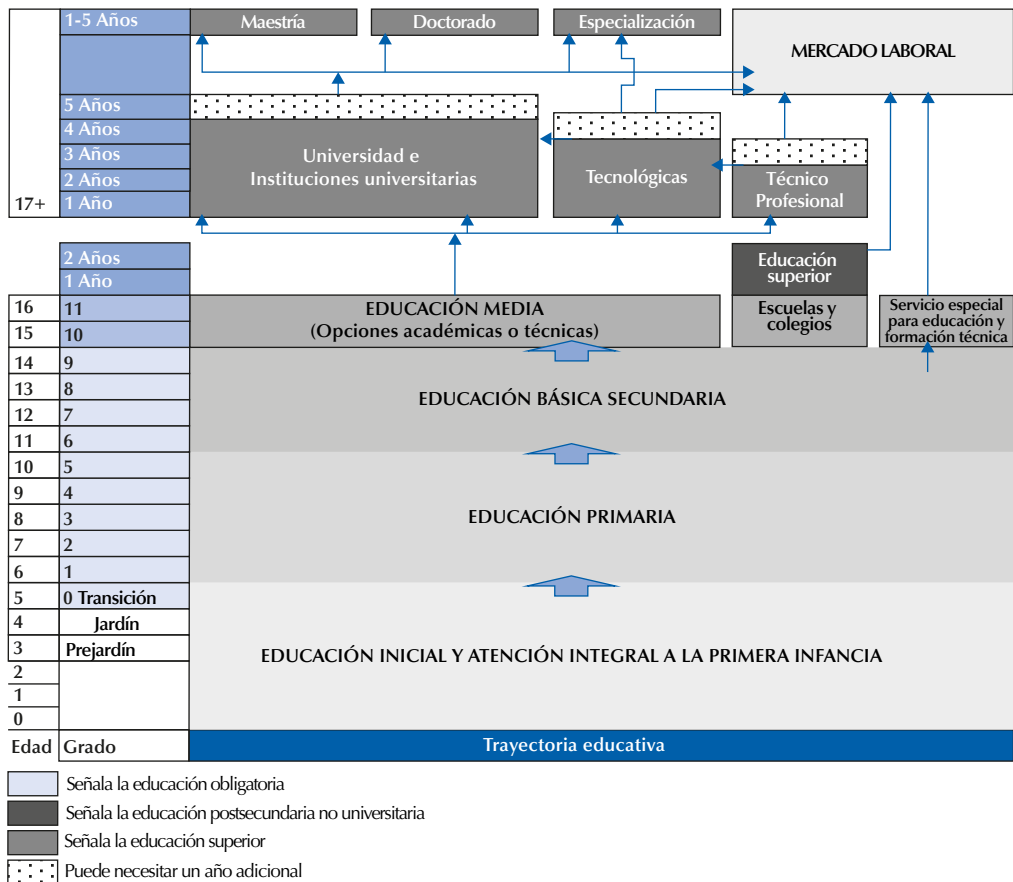 1-5 Años
Maestría
Doctorado
Especialización
MERCADO LABORAL
5 Años
4 Años
3 Años
2 Años
17+
1 Año
Universidad e
Instituciones universitarias
Tecnológicas
Técnico
Profesional
2 Años
1 Año
Educación
superior
16
11
15
10
EDUCACIÓN MEDIA
(Opciones académicas o técnicas)
Escuelas y
colegios
Servicio especial
para educación y
formación técnica
14
9
13
8
12
7
11
6
EDUCACIÓN BÁSICA SECUNDARIA
10
5
9
4
8
3
7
2
6
1
EDUCACIÓN PRIMARIA
5
0 Transición
4
Jardín
3
Prejardín
2
1
0
EDUCACIÓN INICIAL Y ATENCIÓN INTEGRAL A LA PRIMERA INFANCIA
Edad
Grado
Trayectoria educativa
Señala la educación obligatoria
Señala la educación postsecundaria no universitaria
Señala la educación superior
Puede necesitar un año adicional